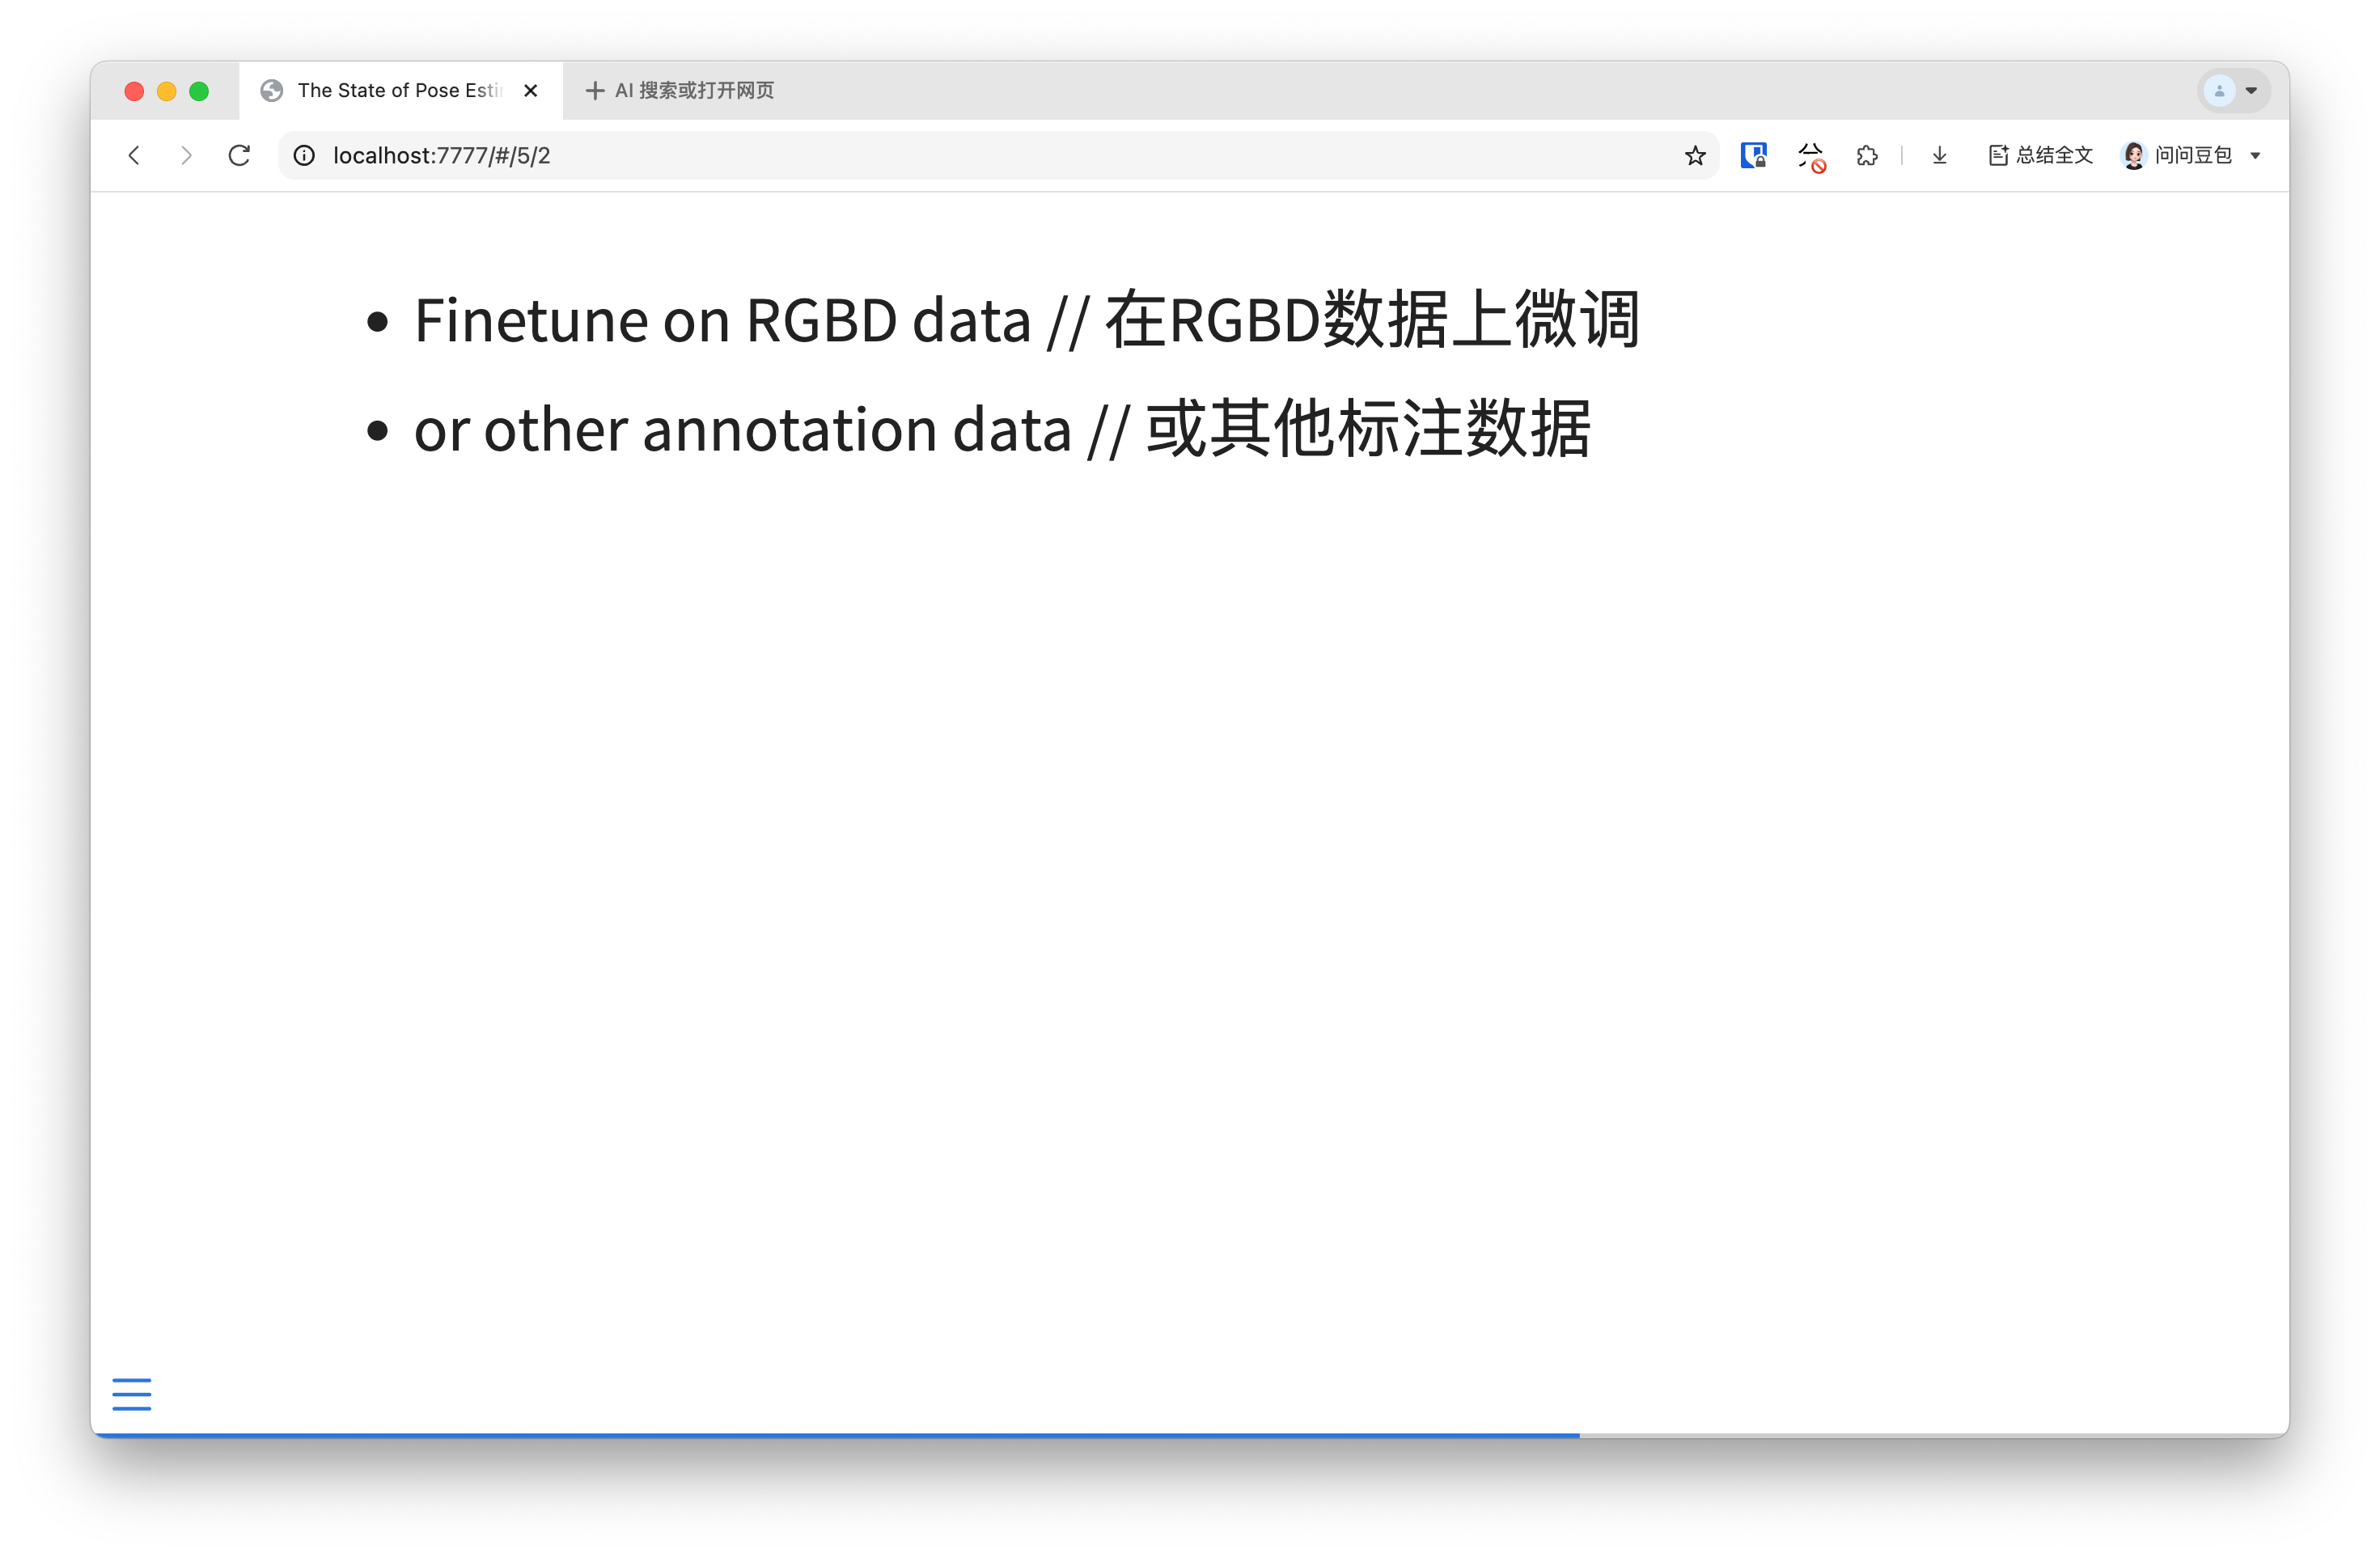 The State of Pose Esti
AI 搜索或打开网页
localhost:7777/#/5/2
总结全文
问问豆包
• Finetune on RGBD data // 在RGBD数据上微调
• or other annotation data // 或其他标注数据